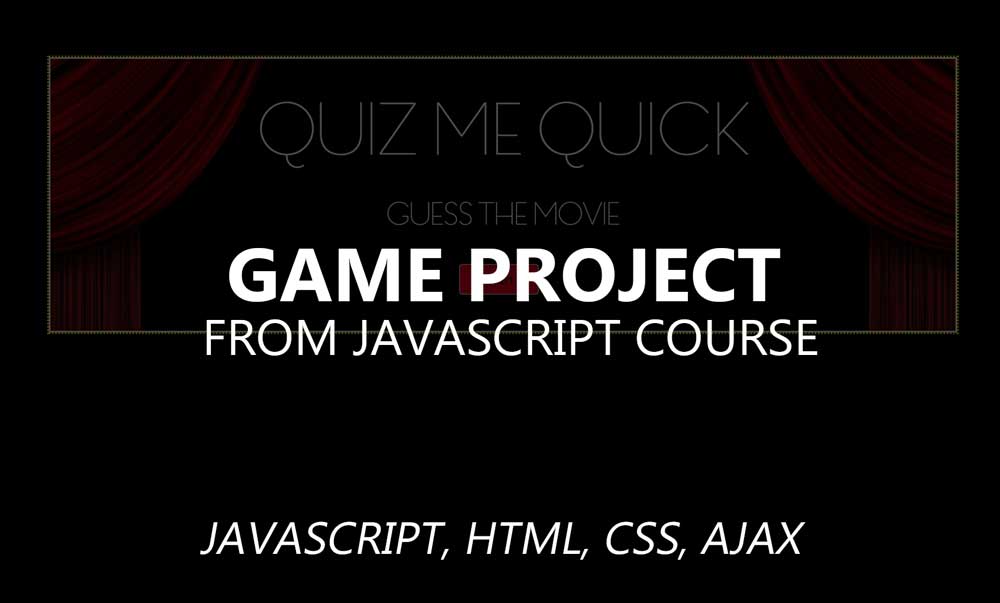 QUIZ ME QUICK
GUESS THE MOVIE
GAME PROJECT
FROM JAVASCRIPT COURSE
JAVASCRIPT, HTML, CSS, AJAX